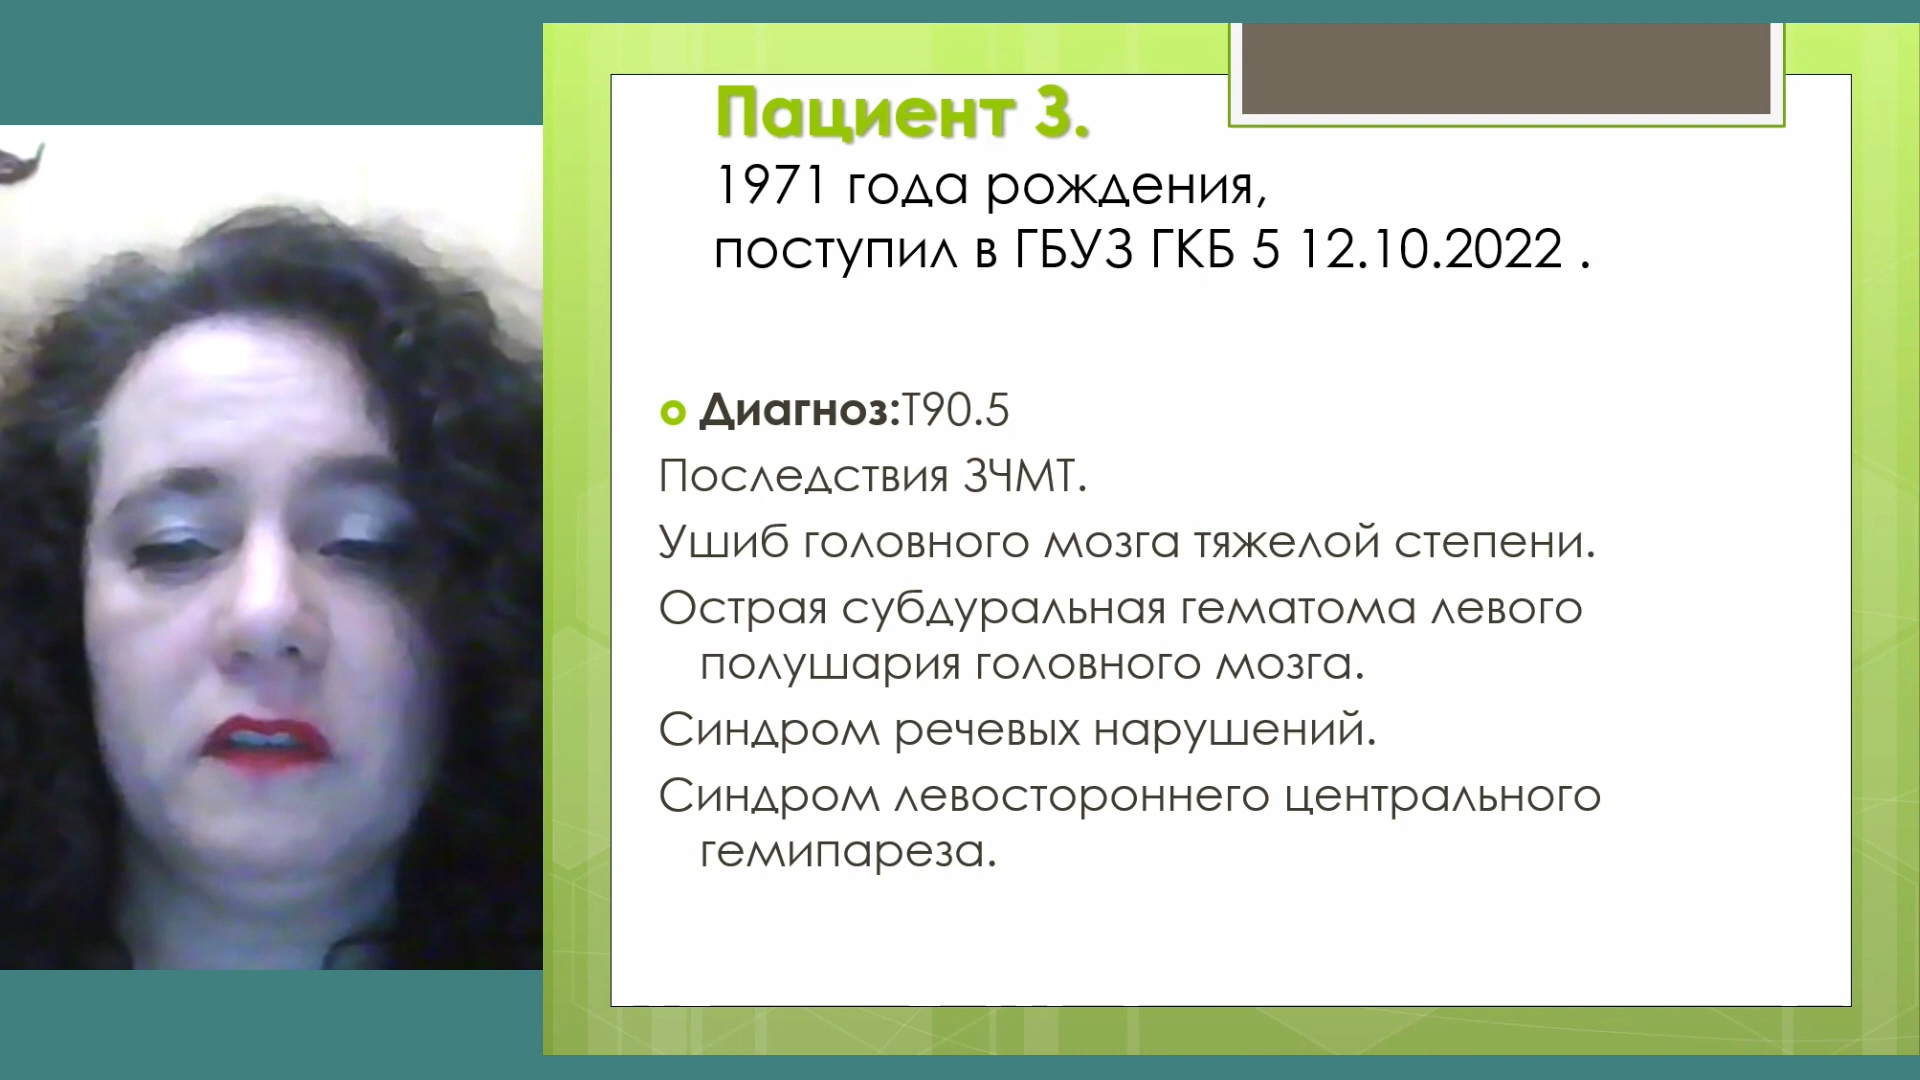 Пациент 3.
1971 года рождения,
поступил в ГБУЗ ГКБ 5 12.10.2022 .
Диагноз:Т90.5
Последствия ЗЧМТ.
Ушиб головного мозга тяжелой степени.
Острая субдуральная гематома левого
полушария головного мозга.
Синдром речевых нарушений.
Синдром левостороннего центрального
гемипареза.